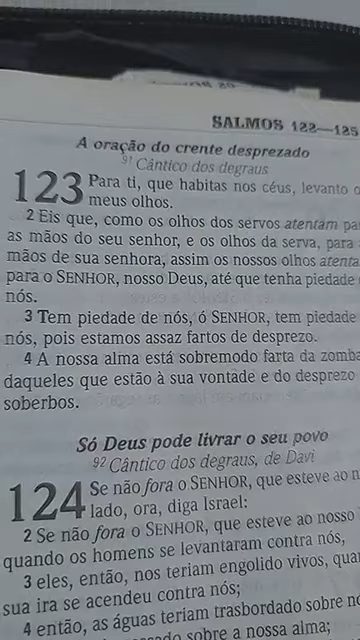 SALMOS 122—125
A oração do crente desprezado
91 Cântico dos degraus
123 Para ti, que habitas nos céus, levanto
meus olhos.
2 Eis que, como os olhos dos servos atentam
as mãos do seu senhor, e os olhos da serva, para
mãos de sua senhora, assim os nossos olhos
para o SENHOR, nosso Deus, até que tenha piedade
nós.
3 Tem piedade de nós, ó SENHOR, tem piedade
nós, pois estamos assaz fartos de desprezo.
4 A nossa alma está sobremodo farta da
daqueles que estão à sua vontade e do desprezo
soberbos.
Só Deus pode livrar o seu povo
92 Cântico dos degraus, de Davi
124 Se não fora o SENHOR, que esteve ao
lado, ora, diga Israel:
2 Se não fora o SENHOR, que esteve ao nosso
quando os homens se levantaram contra nós,
3 eles, então, nos teriam engolido vivos,
sua ira se acendeu contra nós;
4 então, as águas teriam trasbordado sobre
sobre a nossa alma;